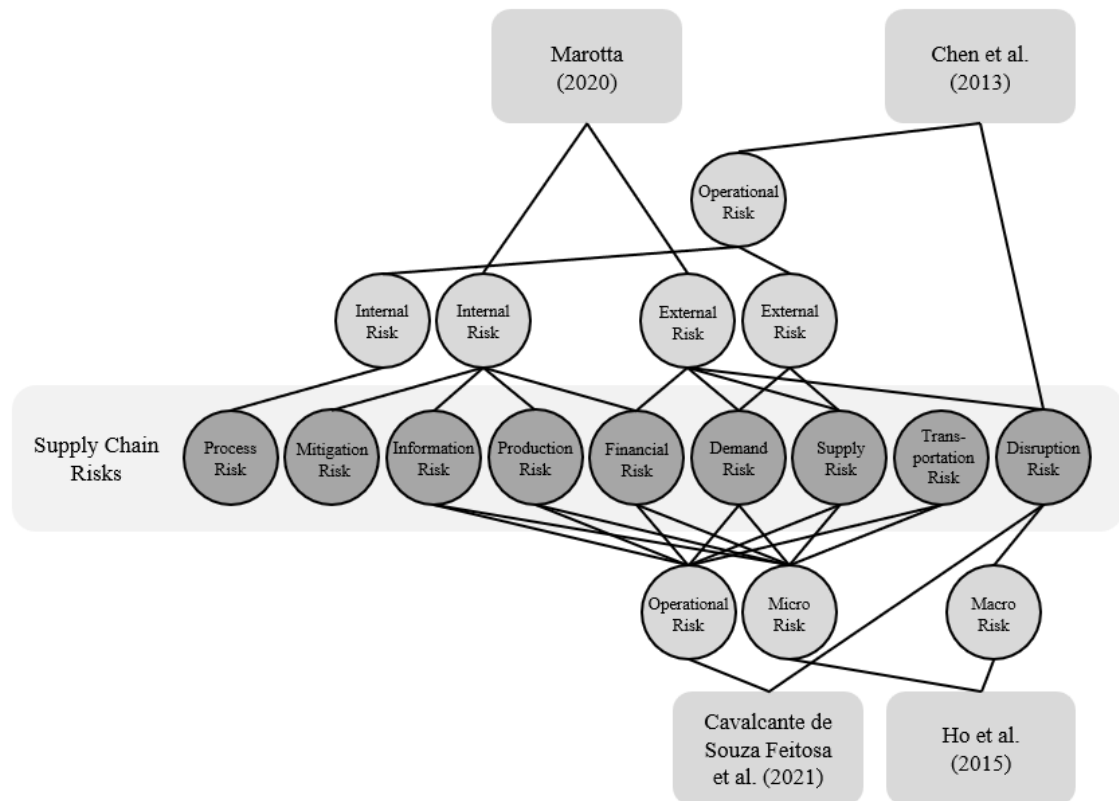 Marotta
(2020)
Chen et al.
(2013)
Operational
Risk
Internal
Risk
Internal
Risk
External
Risk
External
Risk
Supply Chain
Risks
Process
Risk
Mitigation
Risk
Information
Risk
Production
Risk
Financial
Risk
Demand
Risk
Supply
Risk
Trans-
portation
Risk
Disruption
Risk
Operational
Risk
Micro
Risk
Macro
Risk
Cavalcante de
Souza Feitosa
et al. (2021)
Ho et al.
(2015)